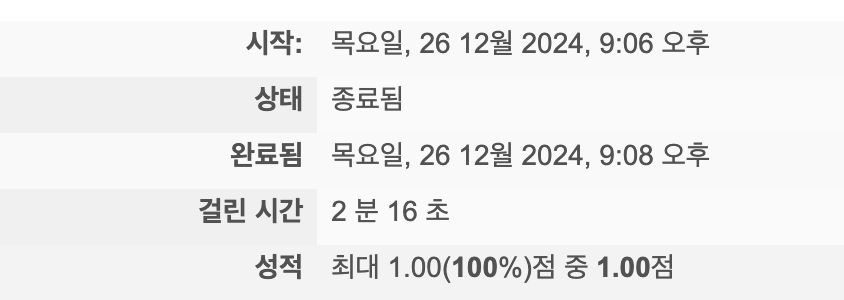 시작: 목요일, 26 12월 2024, 9:06 오후
상태 종료됨
완료됨 목요일, 26 12월 2024, 9:08 오후
걸린 시간 2 분 16 초
성적 최대 1.00(100%)점 중 1.00점